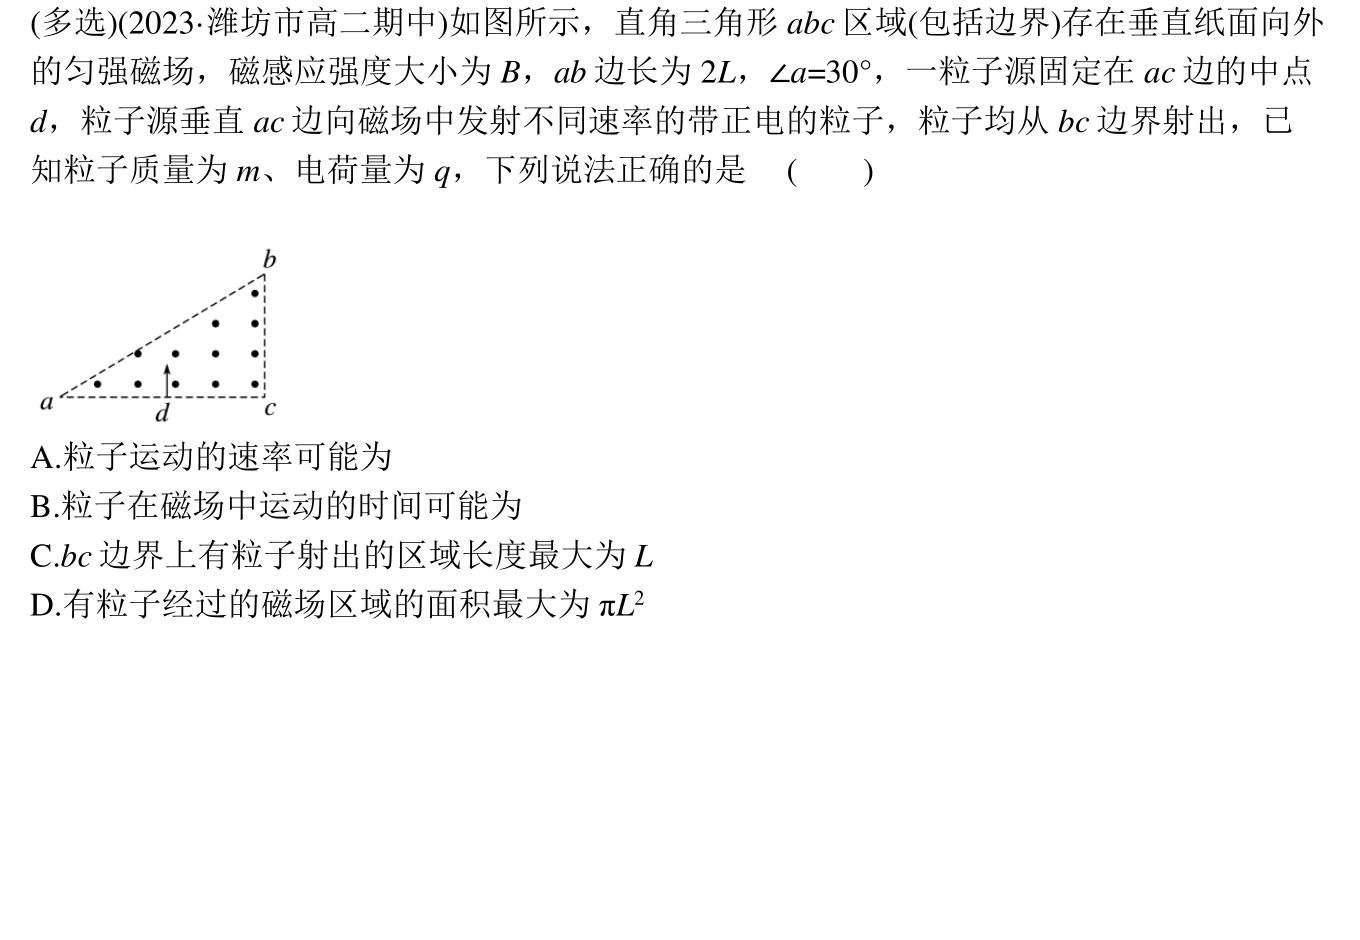 (多选)(2023·潍坊市高二期中)如图所示，直角三角形 abc 区域(包括边界)存在垂直纸面向外
的匀强磁场，磁感应强度大小为 B，ab 边长为 2L，∠a=30°，一粒子源固定在 ac 边的中点
d，粒子源垂直 ac 边向磁场中发射不同速率的带正电的粒子，粒子均从 bc 边界射出，已
知粒子质量为 m、电荷量为 q，下列说法正确的是 (  )
b
a
d
c
A.粒子运动的速率可能为
B.粒子在磁场中运动的时间可能为
C.bc 边界上有粒子射出的区域长度最大为 L
D.有粒子经过的磁场区域的面积最大为 πL²